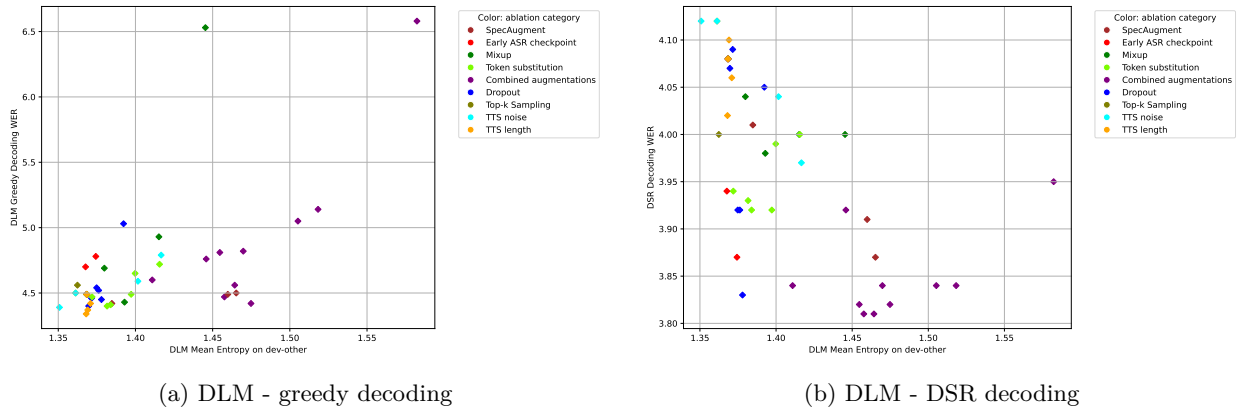 6.5
6.0
5.5
5.0
4.5
DLM Greedy Decoding WER
1.35
1.40
1.45
1.50
1.55
DLM Mean Entropy on dev-other
Color: ablation category
SpecAugment
Early ASR checkpoint
Mixup
Token substitution
Combined augmentations
Dropout
Top-k Sampling
TTS noise
TTS length
(a) DLM - greedy decoding
4.10
4.05
4.00
3.95
3.90
3.85
3.80
DSR Decoding WER
1.35
1.40
1.45
1.50
1.55
DLM Mean Entropy on dev-other
Color: ablation category
SpecAugment
Early ASR checkpoint
Mixup
Token substitution
Combined augmentations
Dropout
Top-k Sampling
TTS noise
TTS length
(b) DLM - DSR decoding